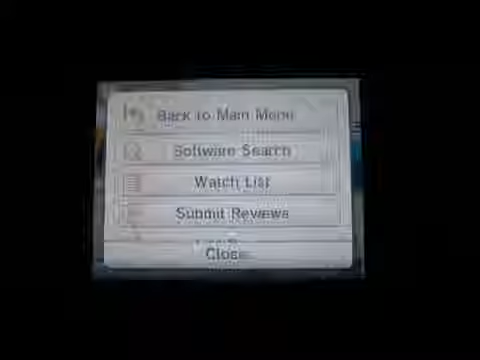 Back to Main Menu
Software Search
Watch List
Submit Reviews
Close